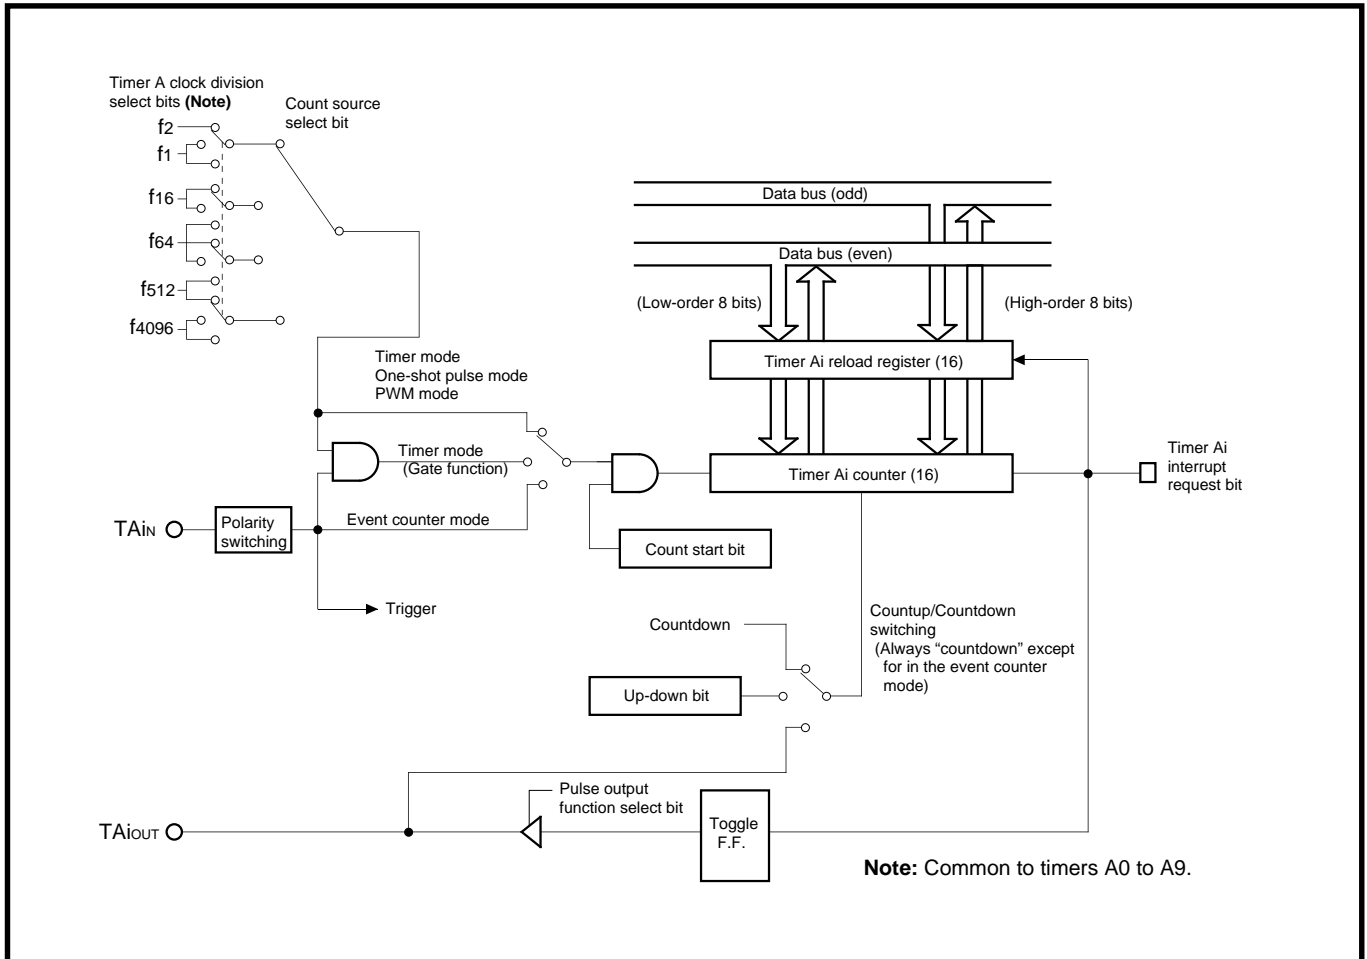 Timer A clock division
select bits (Note)
Count source
select bit
f2
f1
f16
f64
f512
f4096
Data bus (odd)
Data bus (even)
(Low-order 8 bits)
(High-order 8 bits)
Timer Ai reload register (16)
Timer mode
One-shot pulse mode
PWM mode
Timer mode
(Gate function)
Timer Ai counter (16)
Timer Ai
interrupt
request bit
TAiIN
Polarity
switching
Event counter mode
Count start bit
Trigger
Countdown
Countup/Countdown
switching
(Always “countdown” except
for in the event counter
mode)
Up-down bit
Pulse output
function select bit
Toggle
F.F.
TAiOUT
Note: Common to timers A0 to A9.